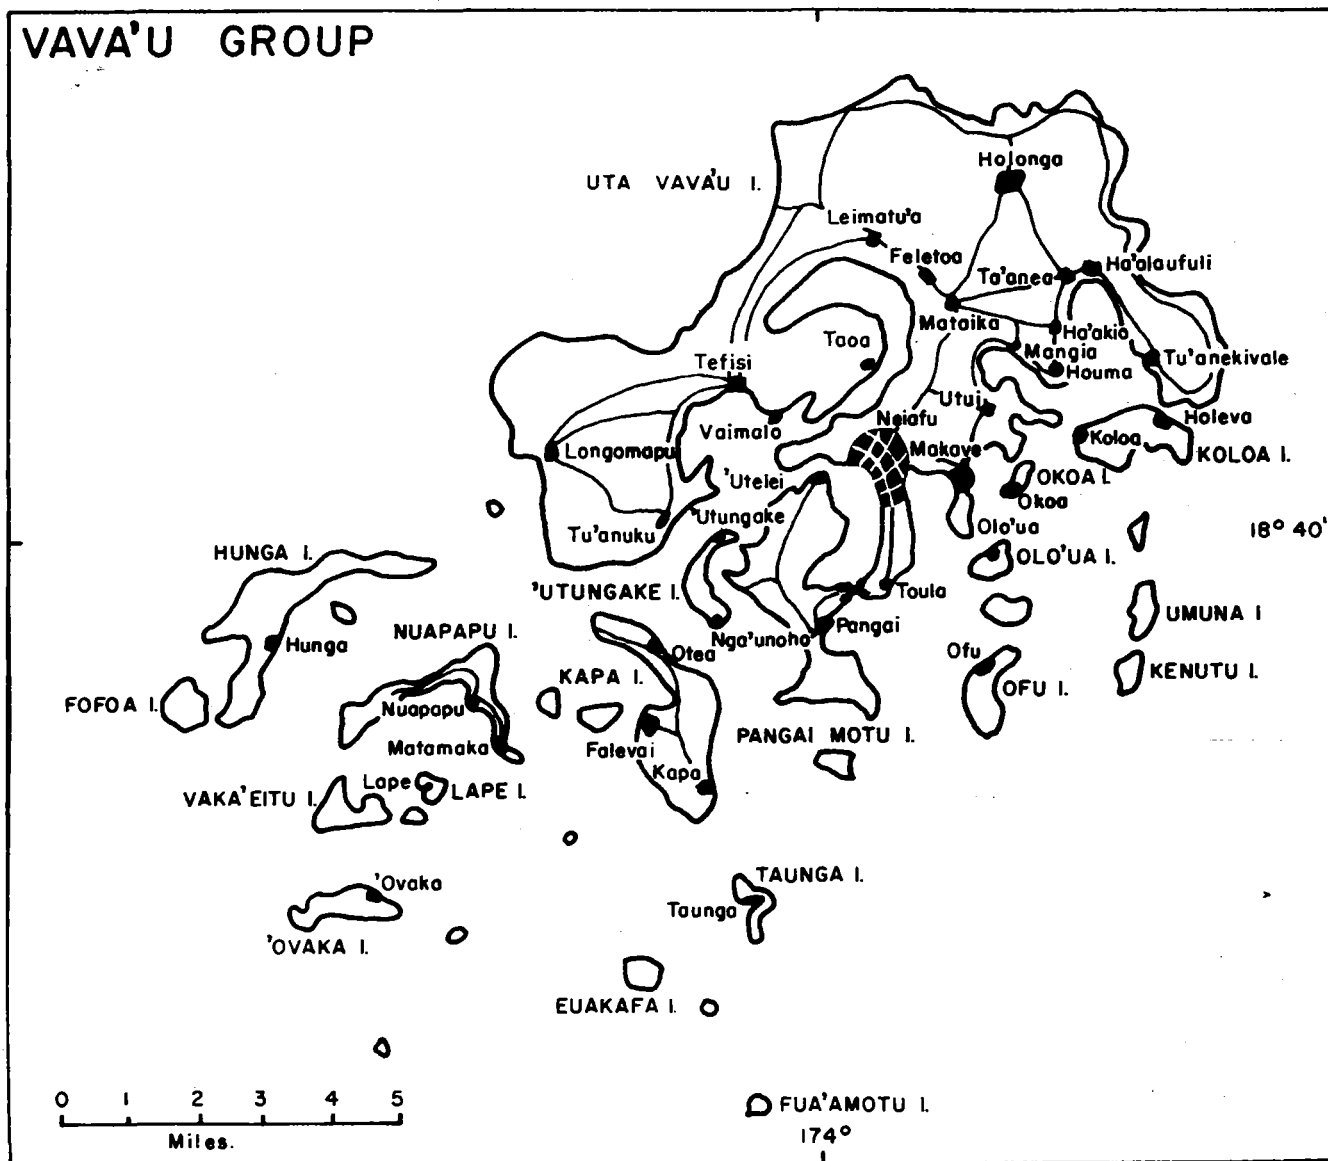 VAVA'U GROUP
Holonga
UTA VAVA'U I.
Leimatu'a
Feletoa
Ta'anea
Ha'alaufuli
Mataika
Ha'akio
Taoa
Mangia
Tu'anekivale
Tefisi
Houma
Utui
Vaimalo
Neiafu
Holeva
Longomapu
Makave
Koloa
KOLOA I.
'Utelei
OKOA I.
Okoa
Tu'anuku
'Utungake
Olo'ua
18° 40'
HUNGA I.
OLO'UA I.
'UTUNGAKE I.
Toula
UMUNA I
Hunga
NUAPAPU I.
Nga'unoho
Pangai
Otea
Ofu
FOFOA I.
KAPA I.
OFU I.
KENUTU I.
Nuapapu
Matamaka
Falevai
PANGAI MOTU I.
Kapa
Lape
LAPE I.
VAKA'EITU I.
'Ovaka
TAUNGA I.
Taunga
'OVAKA I.
EUAKAFA I.
0 1 2 3 4 5
Miles.
FUA'AMOTU I.
174°